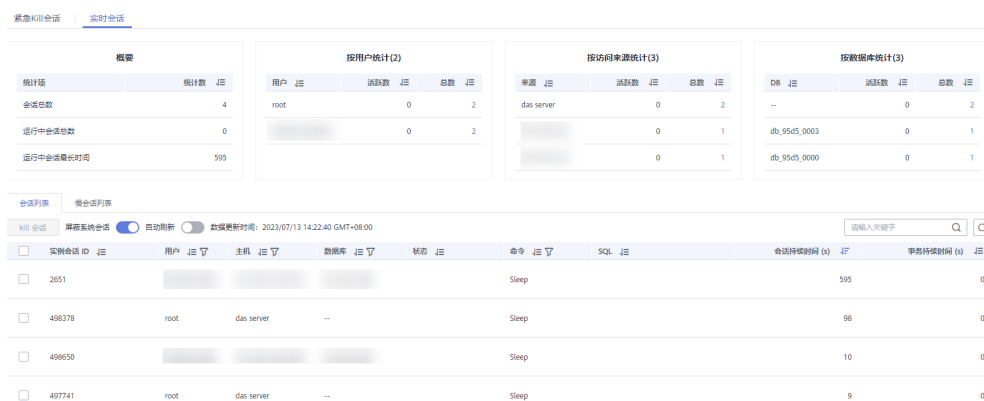 紧急Kill会话 实时会话
概要 按用户统计(2) 按访问来源统计(3) 按数据库统计(3)
统计项 统计数 用户 活跃数 总数 来源 活跃数 总数 DB 活跃数 总数
会话总数 4 root 0 2 das server 0 2 -- 0 2
运行中会话总数 0 0 2 0 1 db_95d5_0003 0 1
运行中会话最长时间 595 0 1 db_95d5_0000 0 1
会话列表 慢会话列表
kill 会话 屏蔽系统会话 自动刷新 数据更新时间：2023/07/13 14:22:40 GMT+08:00 请输入关键字
实例会话 ID 用户 主机 数据库 状态 命令 SQL 会话持续时间 (s) 事务持续时间 (s)
2651 Sleep 595 0
498378 root das server -- Sleep 98 0
498650 Sleep 10 0
497741 root das server -- Sleep 9 0